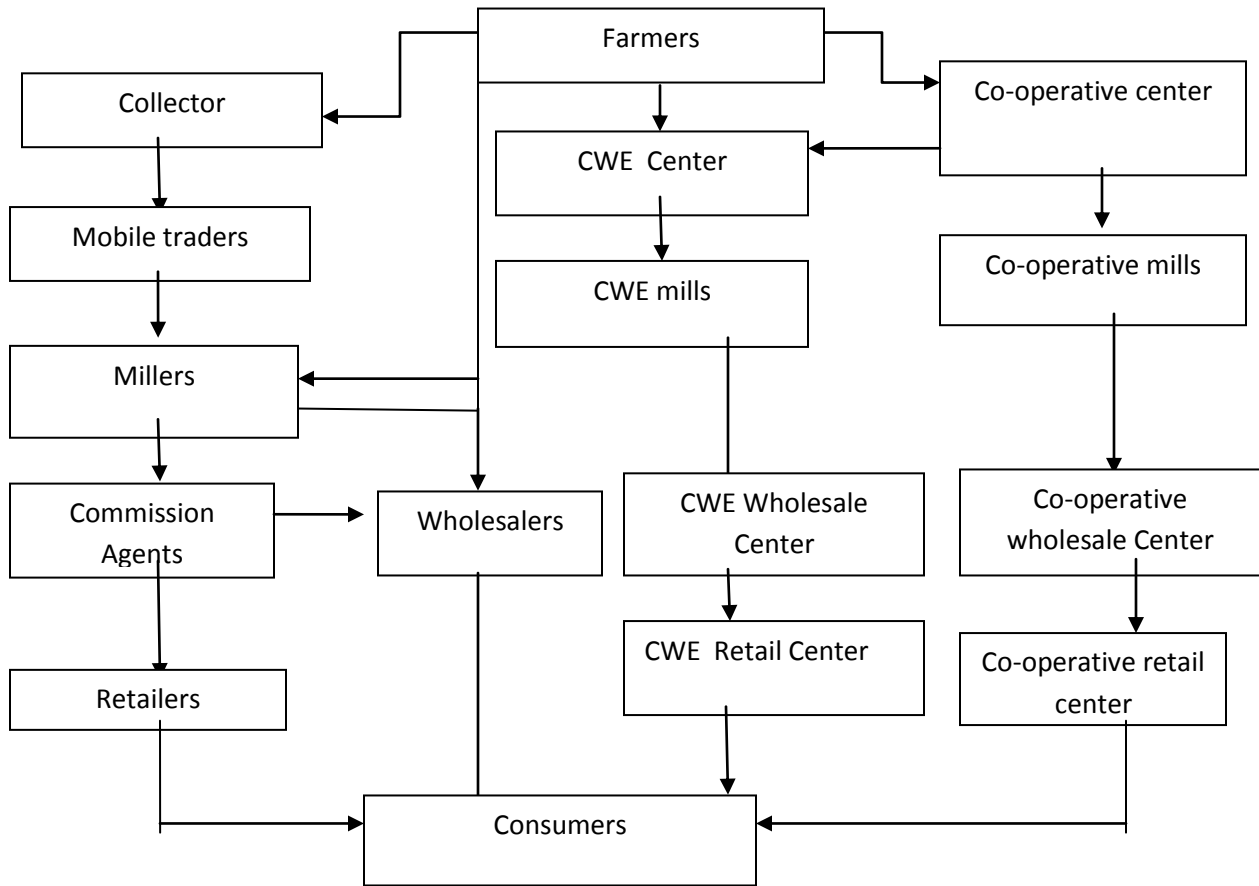 Farmers
Collector
Co-operative center
CWE  Center
Mobile traders
Co-operative mills
CWE mills
Millers
Commission
Agents
Wholesalers
CWE Wholesale
Center
Co-operative
wholesale Center
CWE  Retail Center
Co-operative retail
center
Retailers
Consumers